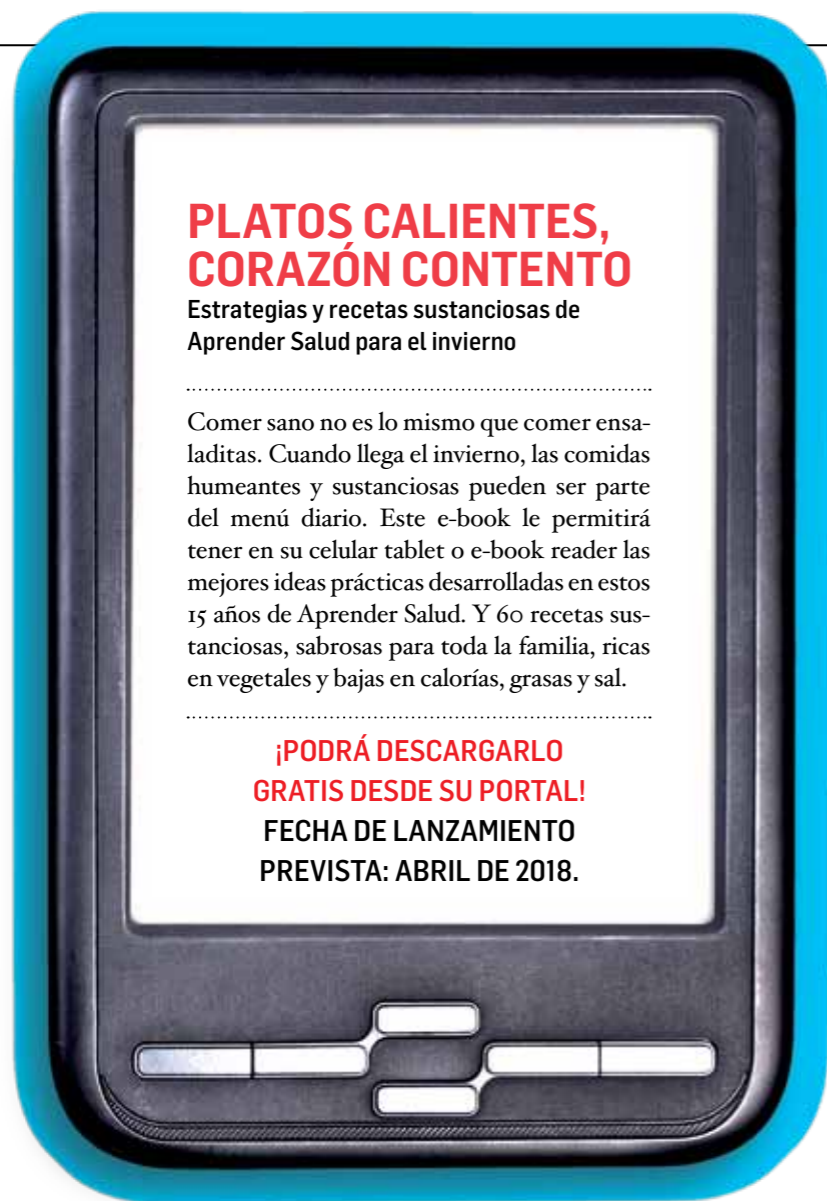 PLATOS CALIENTES,
CORAZÓN CONTENTO
Estrategias y recetas sustanciosas de
Aprender Salud para el invierno
Comer sano no es lo mismo que comer ensa-
laditas. Cuando llega el invierno, las comidas
humeantes y sustanciosas pueden ser parte
del menú diario. Este e-book le permitirá
tener en su celular tablet o e-book reader las
mejores ideas prácticas desarrolladas en estos
15 años de Aprender Salud. Y 60 recetas sus-
tanciosas, sabrosas para toda la familia, ricas
en vegetales y bajas en calorías, grasas y sal.
¡PODRÁ DESCARGARLO
GRATIS DESDE SU PORTAL!
FECHA DE LANZAMIENTO
PREVISTA: ABRIL DE 2018.